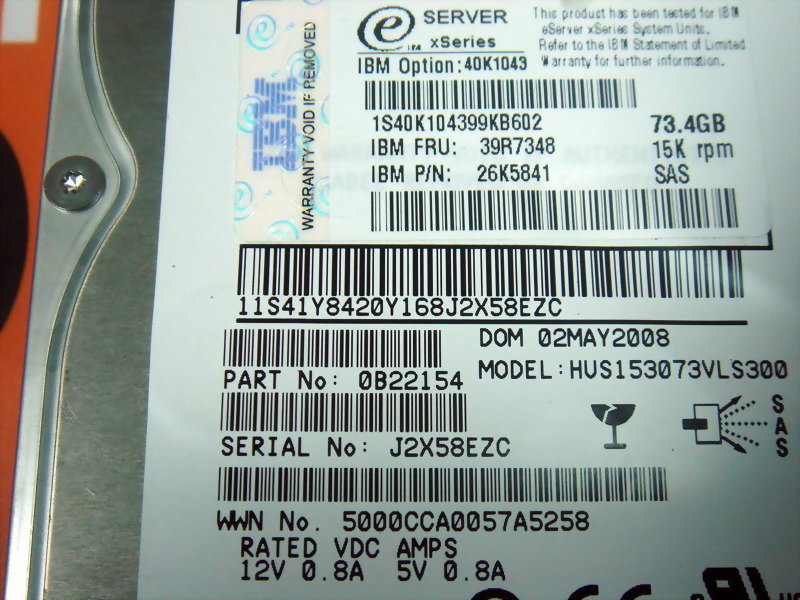 SERVER
xSeries
This product has been tested for IBM
eServer xSeries System Units.
Refer to the IBM Statement of Limited
Warranty for further information.
IBM Option:40K1043
1S40K104399KB602
73.4GB
IBM FRU: 39R7348
15K rpm
IBM P/N: 26K5841
SAS
IBM
WARRANTY VOID IF REMOVED
11S41Y8420Y168J2X58EZC
DOM 02MAY2008
MODEL:HUS153073VLS300
PART No: 0B22154
SERIAL No: J2X58EZC
SAS
WWN No. 5000CCA0057A5258
RATED VDC AMPS
12V 0.8A 5V 0.8A